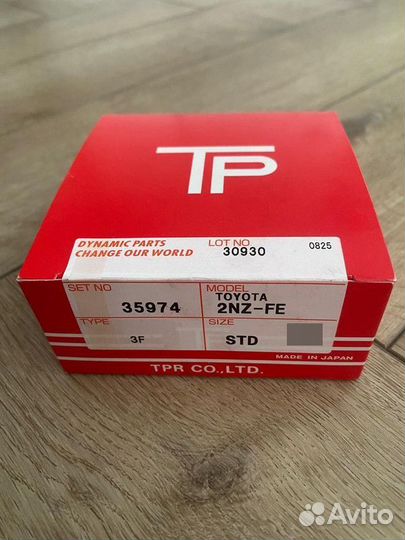 TP
DYNAMIC PARTS
CHANGE OUR WORLD
LOT NO
30930
0825
SET NO
35974
MODEL
TOYOTA
2NZ-FE
TYPE
3F
SIZE
STD
MADE IN JAPAN
TPR CO.,LTD.
Avito